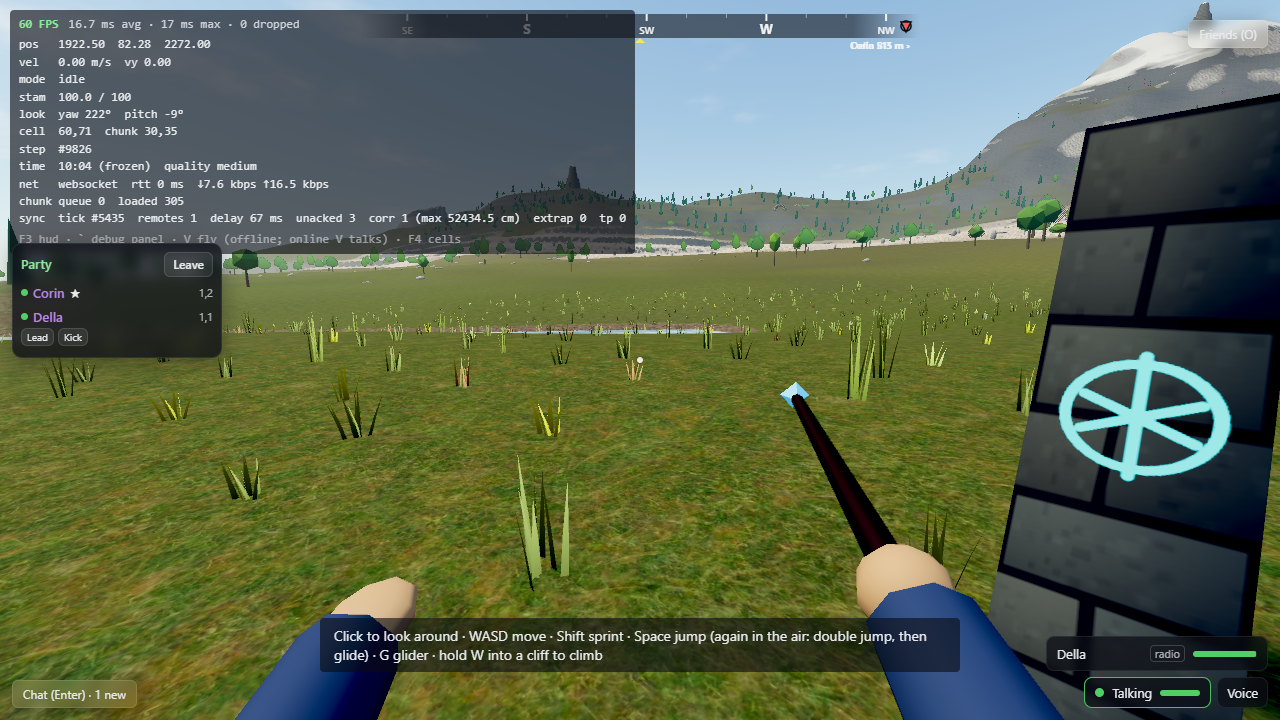 60 FPS 16.7 ms avg · 17 ms max · 0 dropped
pos 1922.50 82.28 2272.00
vel 0.00 m/s vy 0.00
mode idle
stam 100.0 / 100
look yaw 222° pitch -9°
cell 60,71 chunk 30,35
step #9826
time 10:04 (frozen) quality medium
net websocket rtt 0 ms ↓7.6 kbps ↑16.5 kbps
chunk queue 0 loaded 305
sync tick #5435 remotes 1 delay 67 ms unacked 3 corr 1 (max 52434.5 cm) extrap 0 tp 0
F3 hud · ` debug panel · V fly (offline; online V talks) · F4 cells
SE S SW W NW
Della 513 m ›
Friends (O)
Party Leave
Corin ★ 1,2
Della 1,1
Lead Kick
Click to look around · WASD move · Shift sprint · Space jump (again in the air: double jump, then
glide) · G glider · hold W into a cliff to climb
Della radio
Chat (Enter) · 1 new
Talking Voice